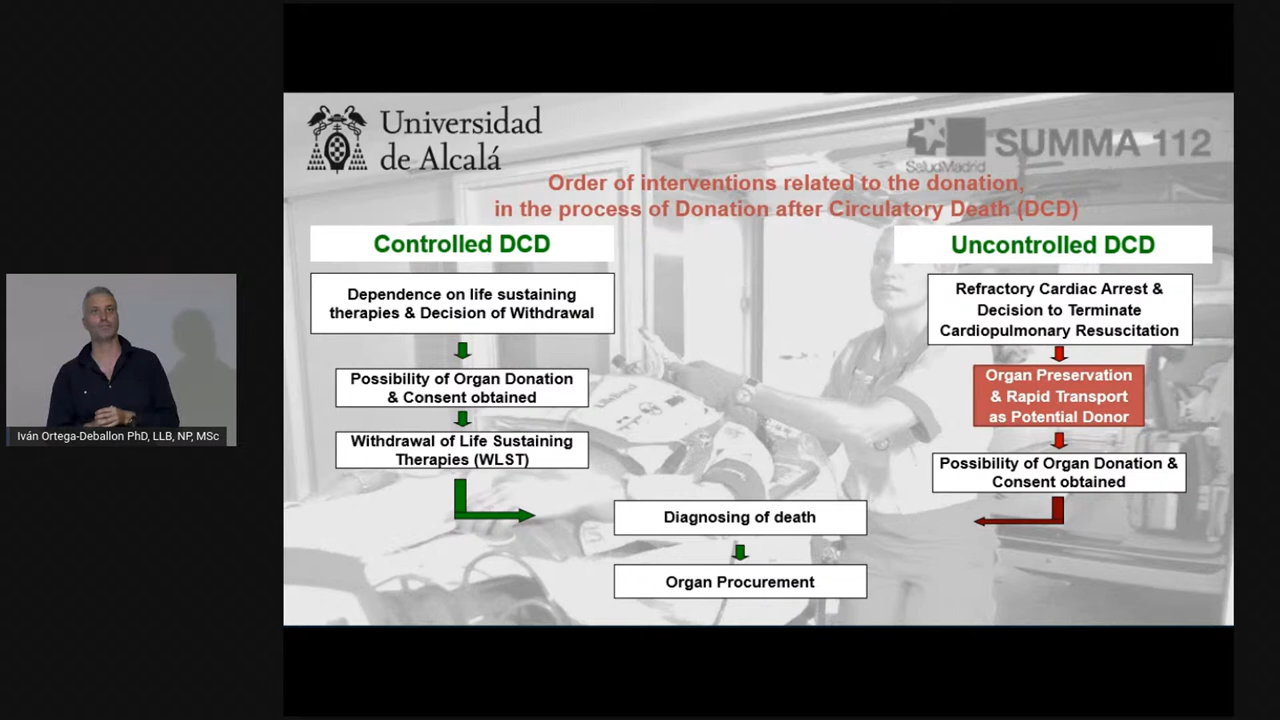 Universidad
de Alcalá
SaludMadrid
SUMMA 112
Order of interventions related to the donation,
in the process of Donation after Circulatory Death (DCD)
Controlled DCD
Dependence on life sustaining
therapies & Decision of Withdrawal
Possibility of Organ Donation
& Consent obtained
Withdrawal of Life Sustaining
Therapies (WLST)
Uncontrolled DCD
Refractory Cardiac Arrest &
Decision to Terminate
Cardiopulmonary Resuscitation
Organ Preservation
& Rapid Transport
as Potential Donor
Possibility of Organ Donation &
Consent obtained
Diagnosing of death
Organ Procurement
Iván Ortega-Deballon PhD, LLB, NP, MSc